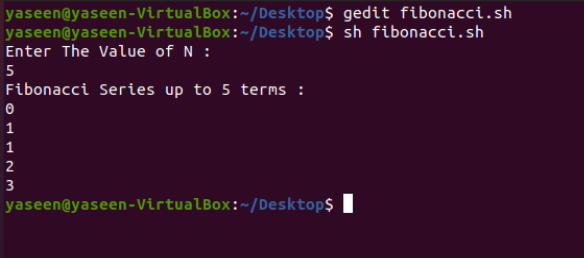 yaseen@yaseen-VirtualBox:~/Desktop$ gedit fibonacci.sh
yaseen@yaseen-VirtualBox:~/Desktop$ sh fibonacci.sh
Enter The Value of N :
5
Fibonacci Series up to 5 terms :
0
1
1
2
3
yaseen@yaseen-VirtualBox:~/Desktop$